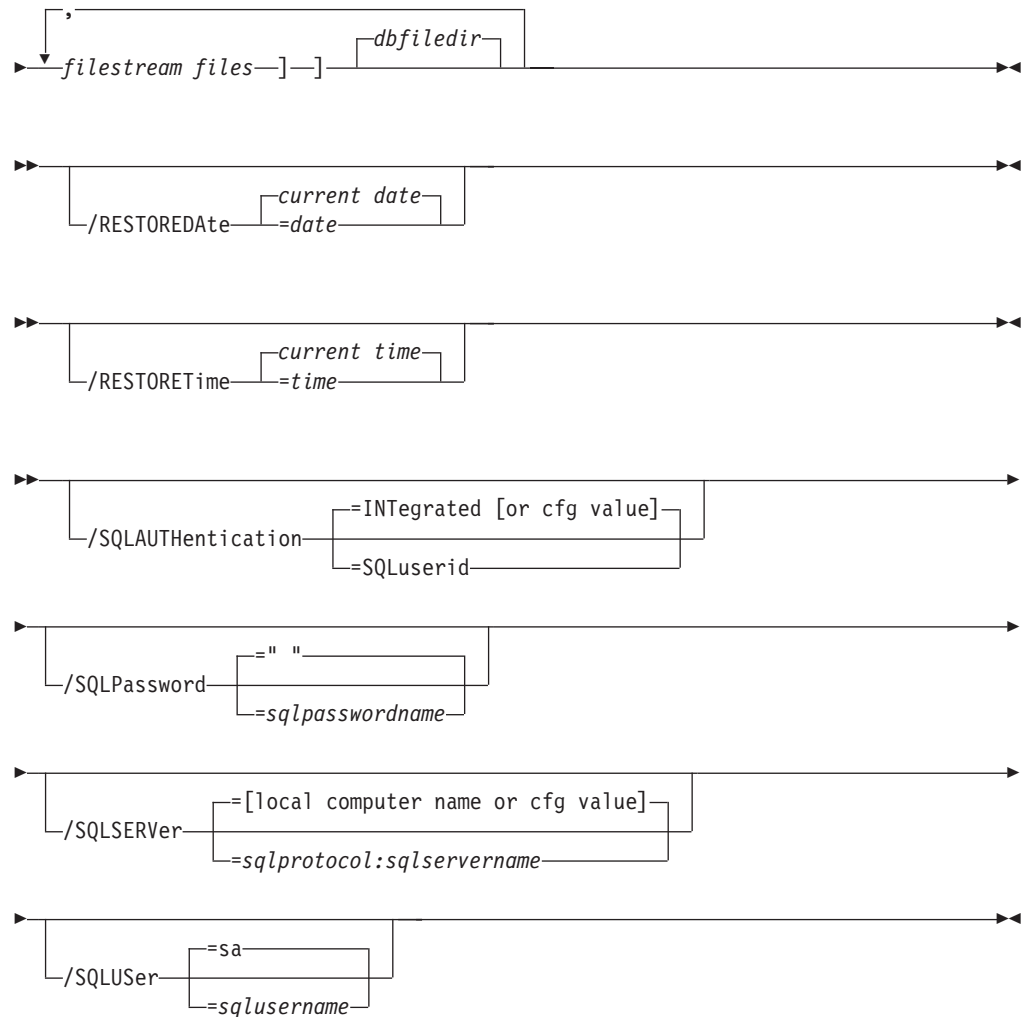 ,
dbfiledir
filestream files ] ]
current date
/RESTOREDAte =date
current time
/RESTORETime =time
=INTegrated [or cfg value]
/SQLAUTHentication
=SQLuserid
=" "
/SQLPassword
=sqlpasswordname
=[local computer name or cfg value]
/SQLSERVer
=sqlprotocol:sqlservername
=sa
/SQLUSer
=sqlusername